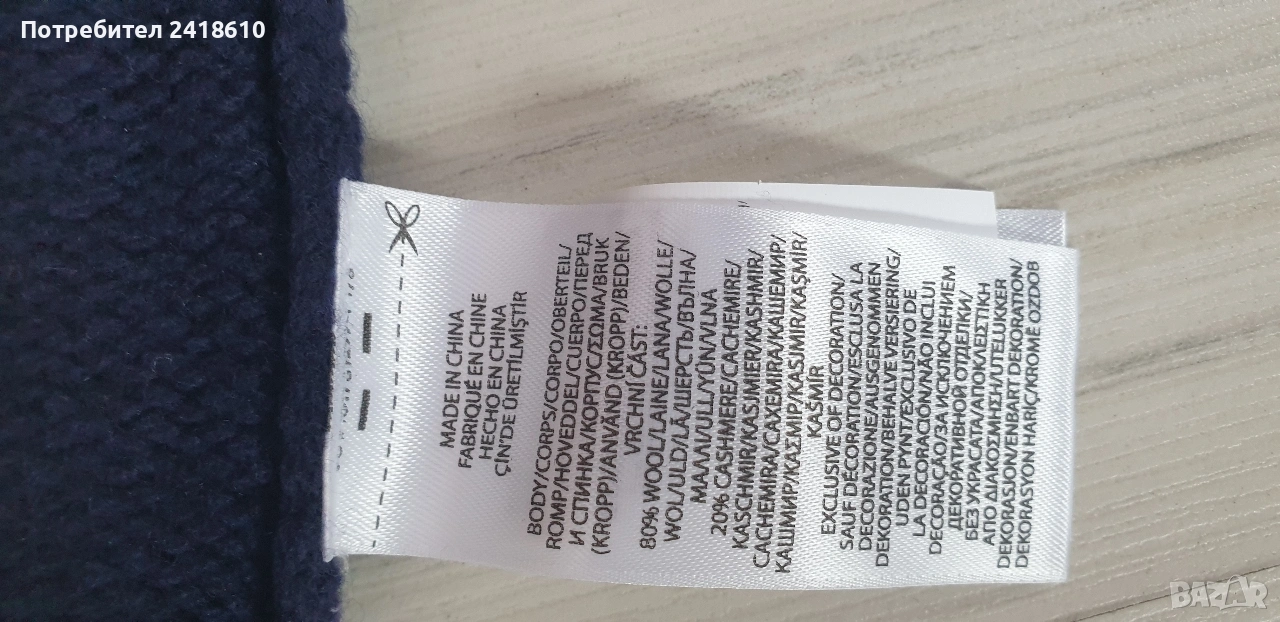 Потребител 2418610
MADE IN CHINA
FABRIQUÉ EN CHINE
HECHO EN CHINA
ÇIN'DE ÜRETİLMİŞTİR
BODY/CORPS/CORPO/OBERTEIL/
ROMP/HOVEDDEL/CUERPO/ПЕРЕД
И СПИНКА/КОРПУС/ΣΩΜΑ/BRUK
(KROPP)/ANVÄND (KROPP)/BEDEN/
VRCHNÍ ČÁST:
80% WOOL/LAINE/LANA/WOLLE/
WOL/ULD/LÃ/ШЕРСТЬ/ВЪЛНА/
ΜΑΛΛΙ/ULL/YÜN/VLNA
20% CASHMERE/CACHEMIRE/
KASCHMIR/KASJMIER/KASHMIR/
CACHEMIRA/CAXEMIRA/КАШЕМИР/
КАШМИР/ΚΑΣΜΙΡ/KASJMIR/KAŞMİR/
KAŠMÍR
EXCLUSIVE OF DECORATION/
SAUF DÉCORATION/ESCLUSA LA
DECORAZIONE/AUSGENOMMEN
DEKORATION/BEHALVE VERSIERING/
UDEN PYNT/EXCLUSIVO DE
LA DECORACIÓN/NÃO INCLUI
DECORAÇÃO/ЗА ИСКЛЮЧЕНИЕМ
ДЕКОРАТИВНОЙ ОТДЕЛКИ/
БЕЗ УКРАСАТА/ΑΠΟΚΛΕΙΣΤΙΚΗ
ΑΠΟ ΔΙΑΚΟΣΜΗΣΗ/UTELUKKER
DEKORASJON/ENBART DEKORATION/
DEKORASYON HARİÇ/KROMĚ OZDOB
BAZAR